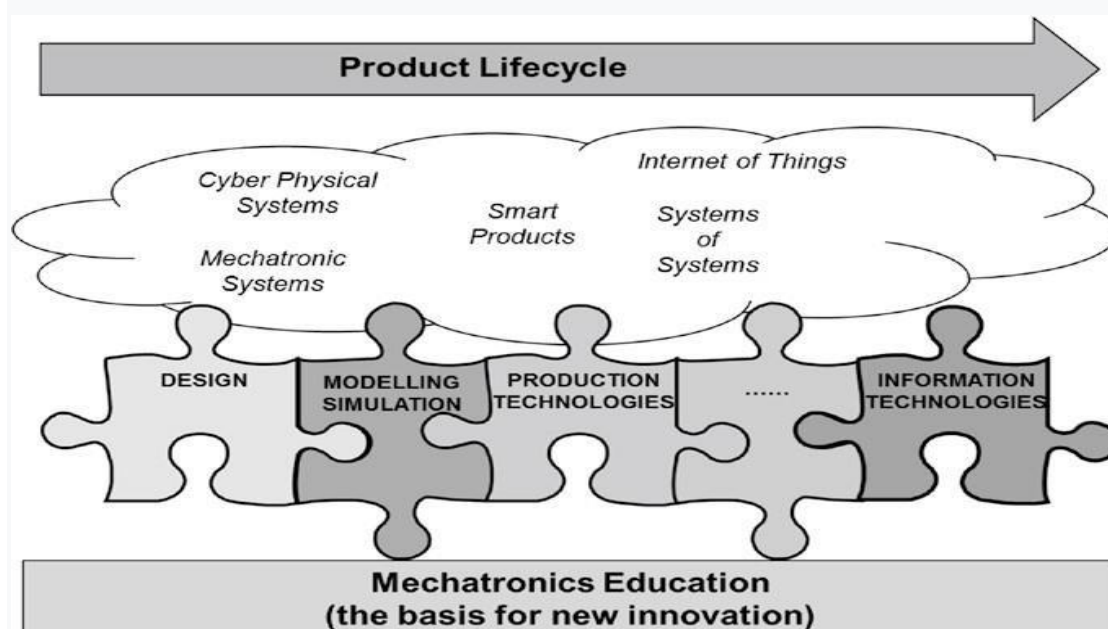 Product Lifecycle
Internet of Things
Cyber Physical
Systems
Smart
Products
Systems
of
Systems
Mechatronic
Systems
DESIGN
MODELLING
SIMULATION
PRODUCTION
TECHNOLOGIES
......
INFORMATION
TECHNOLOGIES
Mechatronics Education
(the basis for new innovation)